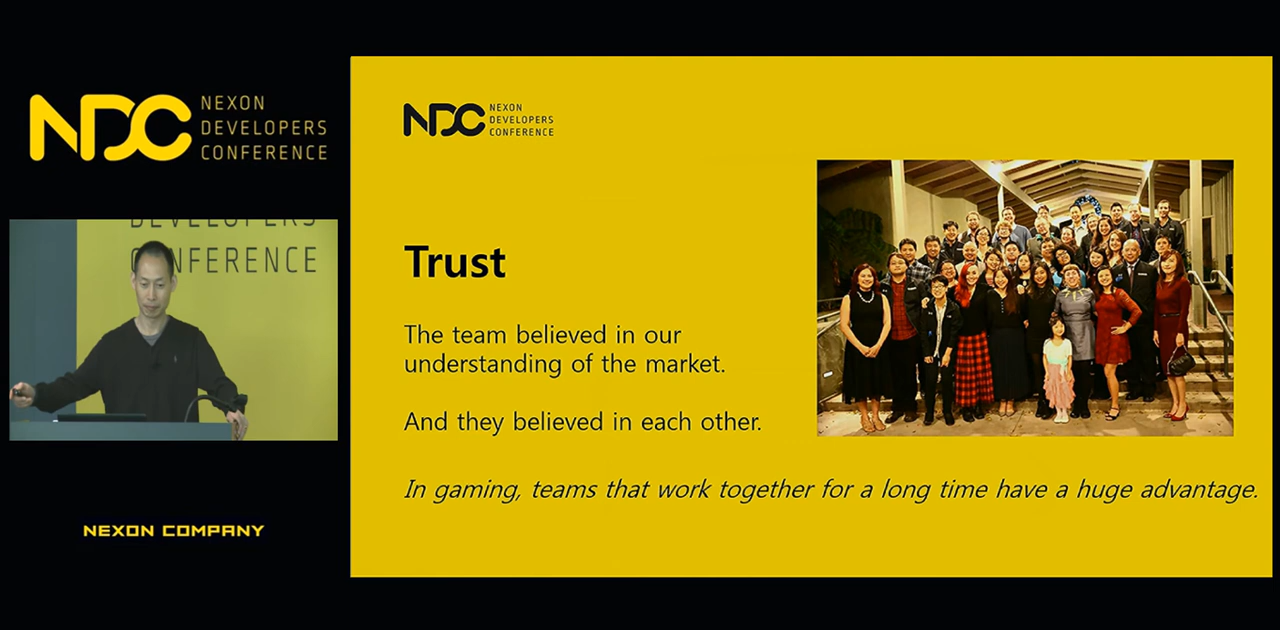 NDC NEXON
DEVELOPERS
CONFERENCE
DEVELOPERS
CONFERENCE
NEXON COMPANY
NDC NEXON
DEVELOPERS
CONFERENCE
Trust
The team believed in our
understanding of the market.
And they believed in each other.
In gaming, teams that work together for a long time have a huge advantage.